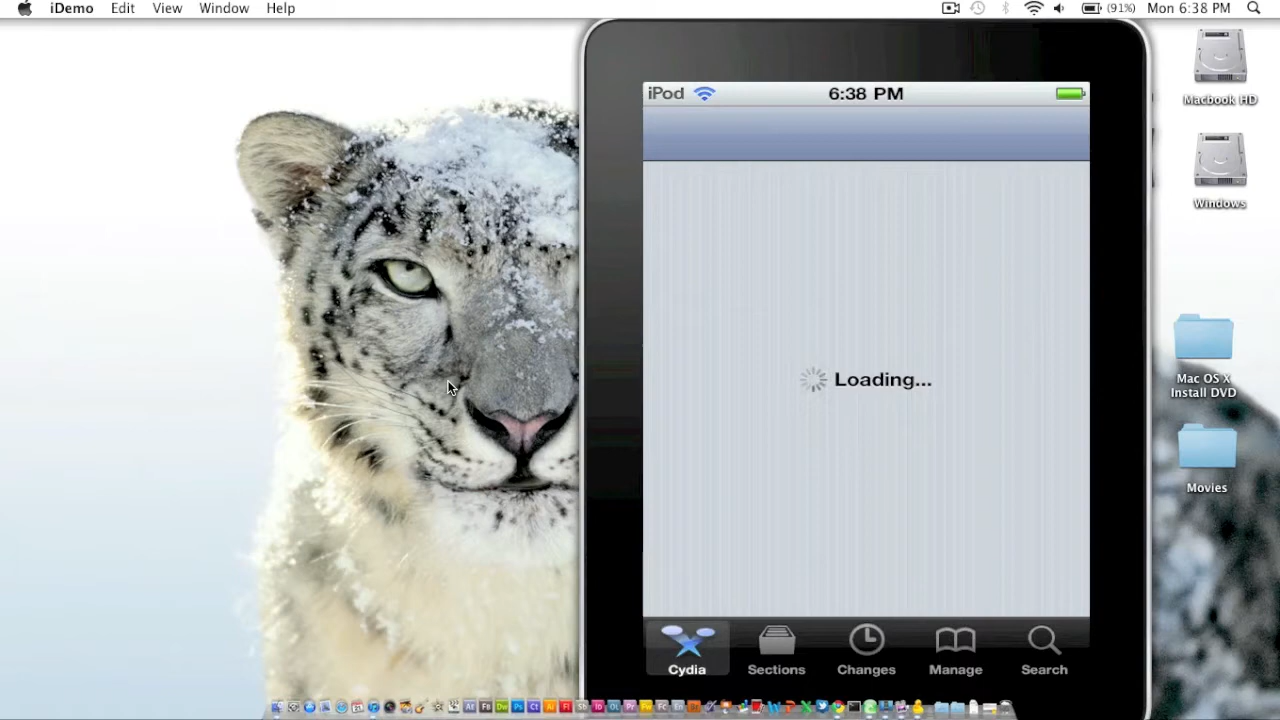 iDemo Edit View Window Help (91%) Mon 6:38 PM
iPod 6:38 PM
Macbook HD
Windows
Loading...
Mac OS X
Install DVD
Movies
Cydia Sections Changes Manage Search